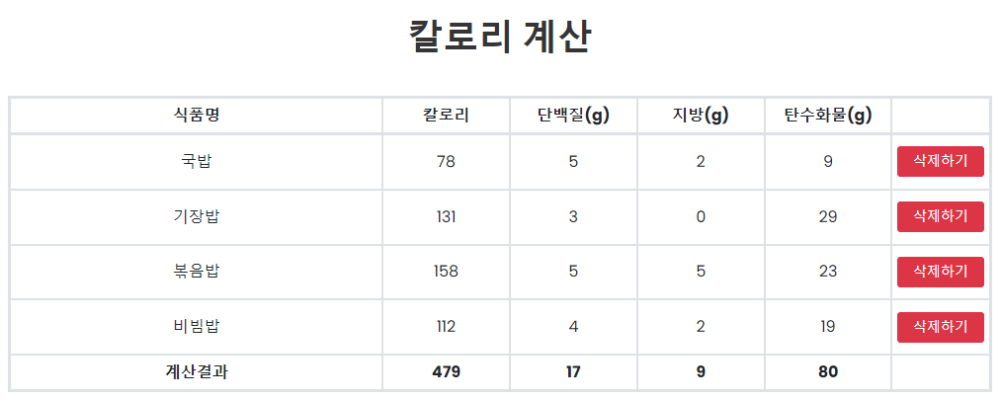 칼로리 계산
식품명 칼로리 단백질(g) 지방(g) 탄수화물(g)
국밥 78 5 2 9 삭제하기
기장밥 131 3 0 29 삭제하기
볶음밥 158 5 5 23 삭제하기
비빔밥 112 4 2 19 삭제하기
계산결과 479 17 9 80